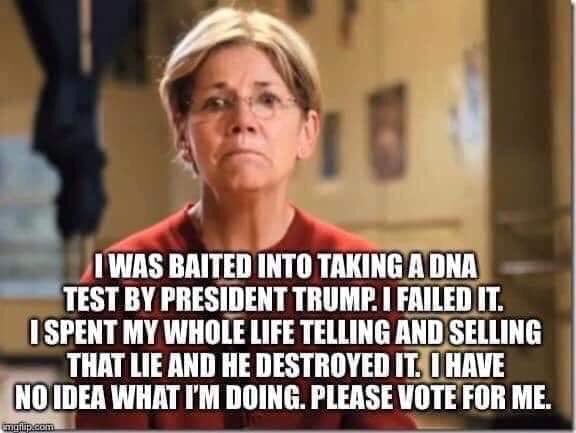 I WAS BAITED INTO TAKING A DNA
TEST BY PRESIDENT TRUMP. I FAILED IT.
I SPENT MY WHOLE LIFE TELLING AND SELLING
THAT LIE AND HE DESTROYED IT. I HAVE
NO IDEA WHAT I'M DOING. PLEASE VOTE FOR ME.
imgflip.com